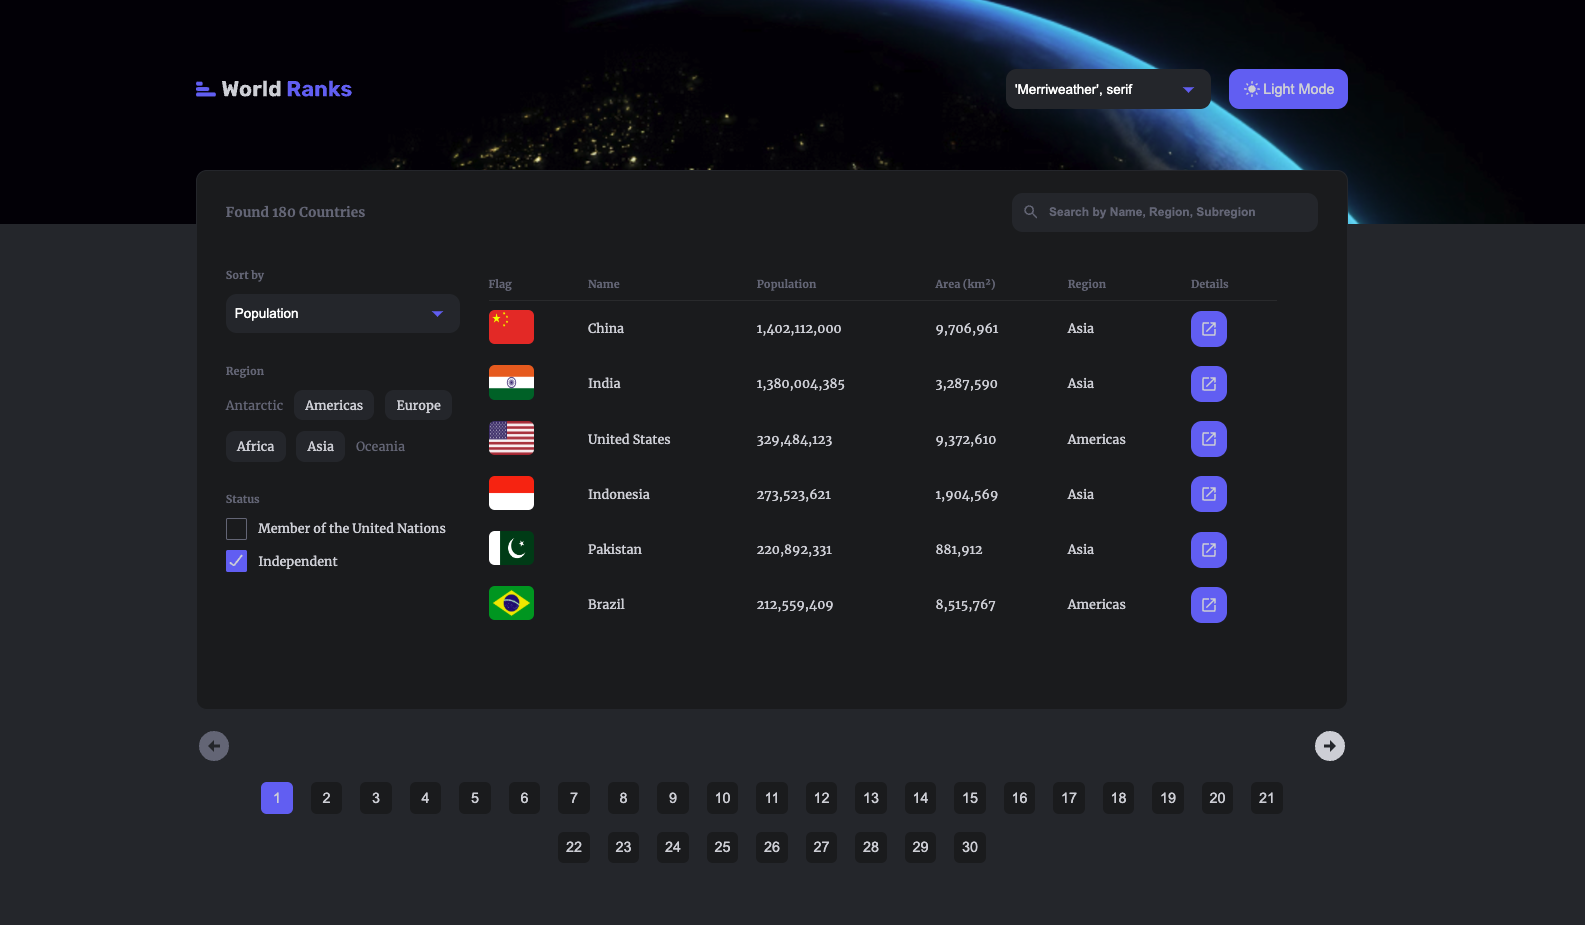 World Ranks
'Merriweather', serif
Light Mode
Found 180 Countries
Search by Name, Region, Subregion
Sort by
Population
Region
Antarctic Americas Europe
Africa Asia Oceania
Status
Member of the United Nations
Independent
Flag Name Population Area (km²) Region Details
China 1,402,112,000 9,706,961 Asia
India 1,380,004,385 3,287,590 Asia
United States 329,484,123 9,372,610 Americas
Indonesia 273,523,621 1,904,569 Asia
Pakistan 220,892,331 881,912 Asia
Brazil 212,559,409 8,515,767 Americas
1 2 3 4 5 6 7 8 9 10 11 12 13 14 15 16 17 18 19 20 21
22 23 24 25 26 27 28 29 30